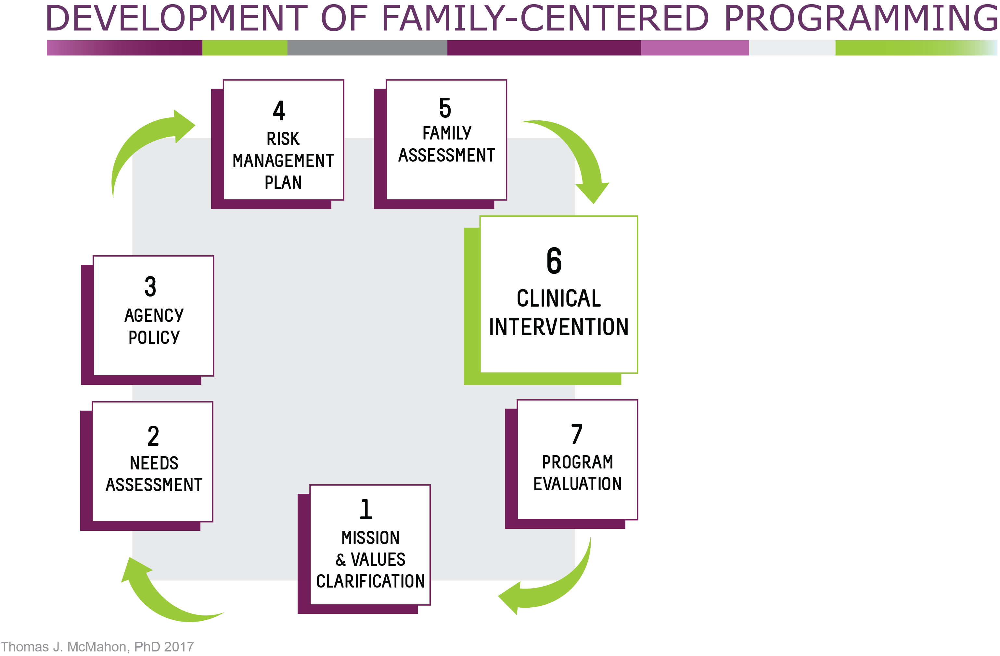 DEVELOPMENT OF FAMILY-CENTERED PROGRAMMING
4
RISK
MANAGEMENT
PLAN
5
FAMILY
ASSESSMENT
3
AGENCY
POLICY
6
CLINICAL
INTERVENTION
2
NEEDS
ASSESSMENT
7
PROGRAM
EVALUATION
1
MISSION
& VALUES
CLARIFICATION
Thomas J. McMahon, PhD 2017